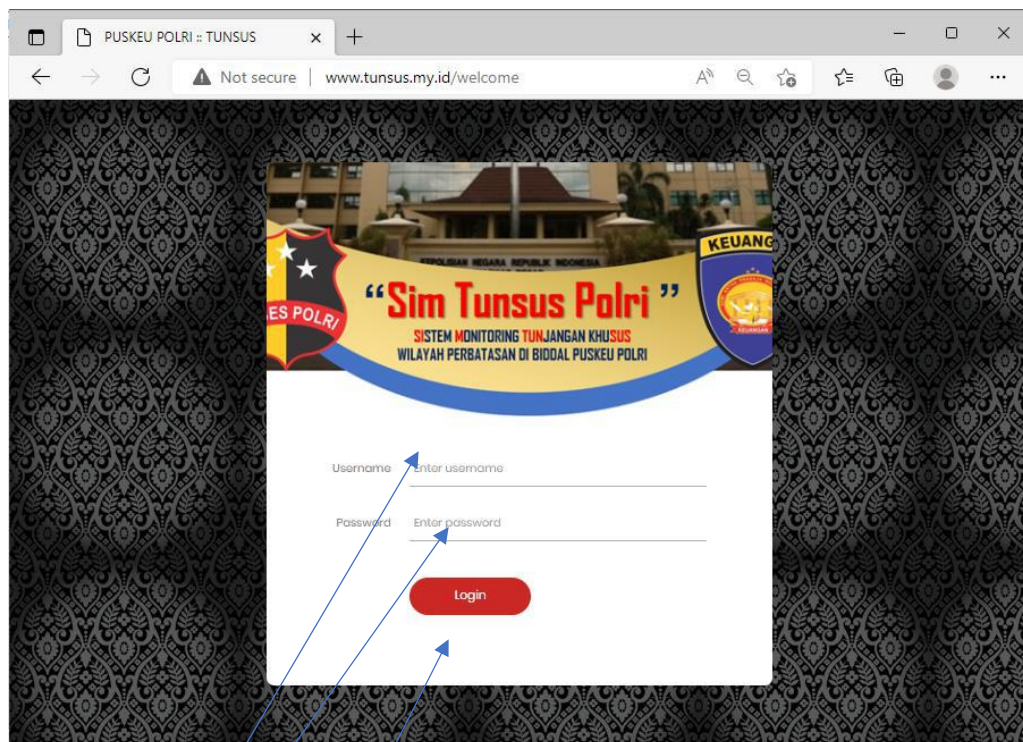 PUSKEU POLRI :: TUNSUS
Not secure | www.tunsus.my.id/welcome
KEPOLISIAN NEGARA REPUBLIK INDONESIA
KEUANG
ES POLRI
“Sim Tunsus Polri ”
SISTEM MONITORING TUNJANGAN KHUSUS
WILAYAH PERBATASAN DI BIDDAL PUSKEU POLRI
KEUANGAN
Username Enter username
Password Enter password
Login